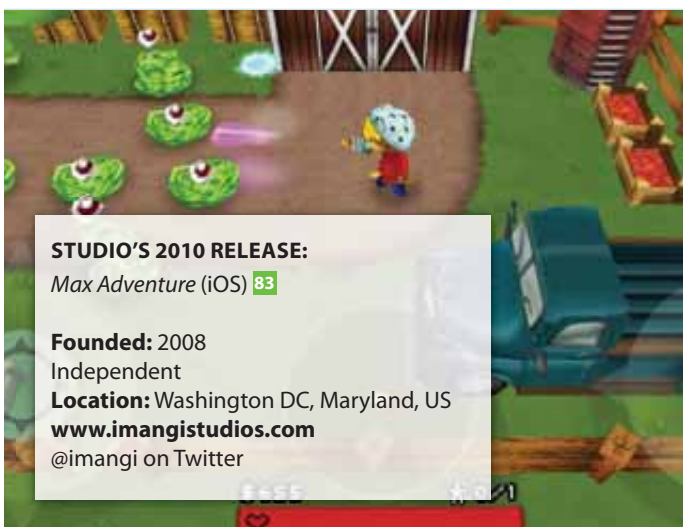 STUDIO'S 2010 RELEASE:
Max Adventure (iOS) 83
Founded: 2008
Independent
Location: Washington DC, Maryland, US
www.imangistudios.com
@imangi on Twitter